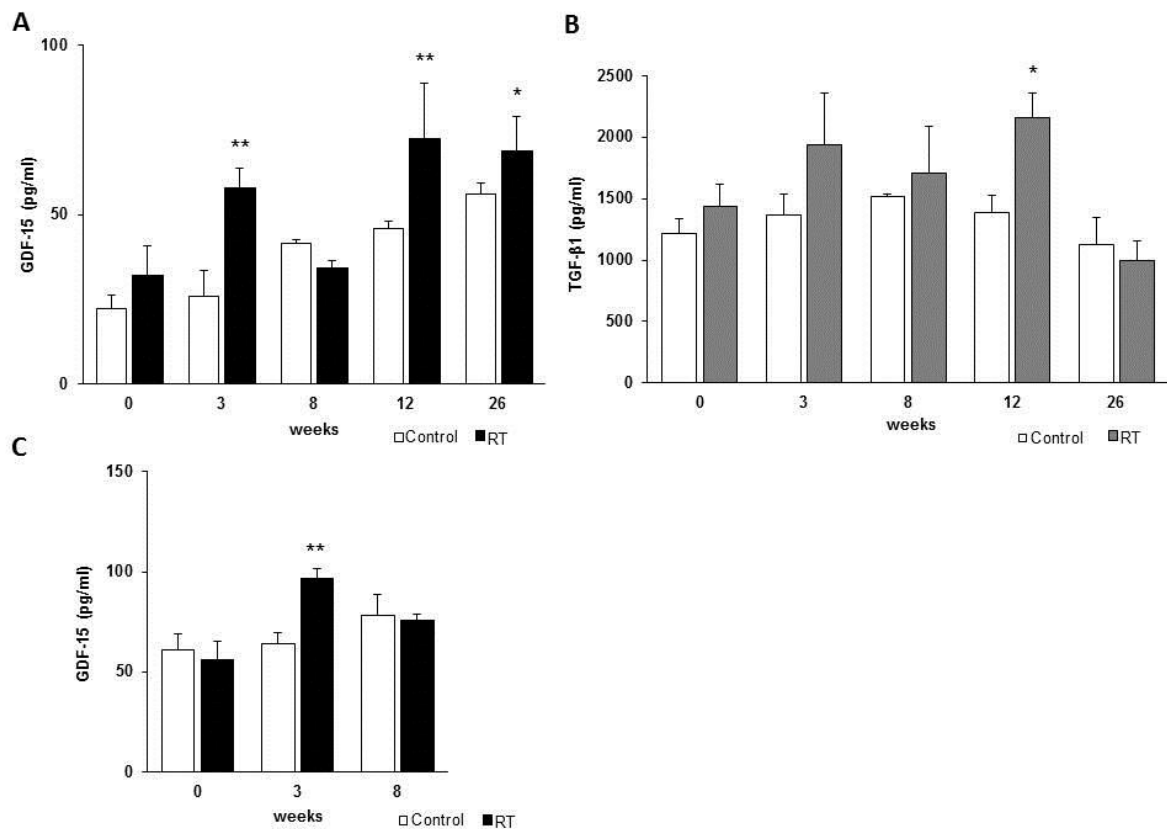 A
100
50
0
GDF-15 (pg/ml)
**
**
*
0 3 8 12 26
weeks
Control RT
B
2500
2000
1500
1000
500
0
TGF-β1 (pg/ml)
*
0 3 8 12 26
weeks
Control RT
C
150
100
50
0
GDF-15 (pg/ml)
**
0 3 8
weeks
Control RT